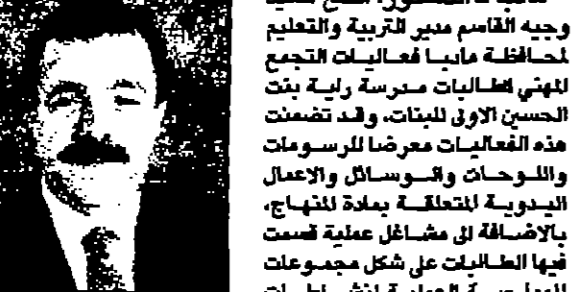 وجيه القاسم مدير التربية والتعليم
لمحافظة مادبا فعاليات التجمع
المهني لطالبات مدرسة راية بنت
الحسين الاولى للبنات، وقد تضمنت
هذه الفعاليات معرضا للرسومات
واللوحات والوسائل والاعمال
اليدوية المتعلقة بمادة المنهاج،
بالاضافة الى مشاغل عملية قسمت
فيها الطالبات على شكل مجموعات